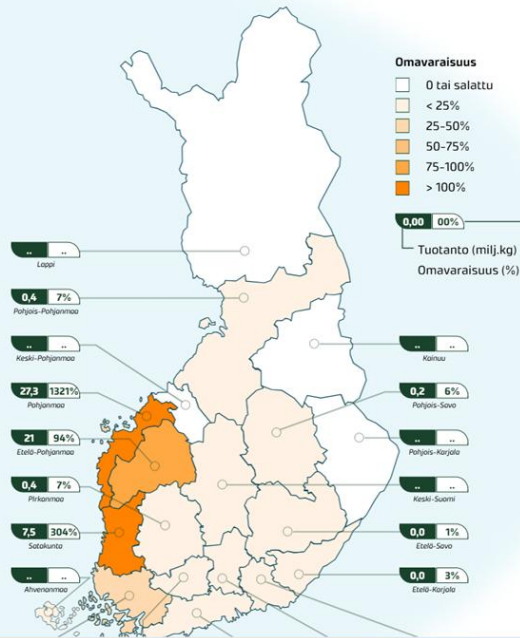 Omavaraisuus
0 tai salattu
< 25%
25-50%
50-75%
75-100%
> 100%
0,00 00%
Tuotanto (milj.kg)
Omavaraisuus (%)
.. ..
Lappi
0,4 7%
Pohjois-Pohjanmaa
.. ..
Keski-Pohjanmaa
27,3 1321%
Pohjanmaa
21 94%
Etelä-Pohjanmaa
0,4 7%
Pirkanmaa
7,5 304%
Satakunta
.. ..
Ahvenanmaa
.. ..
Kainuu
0,2 6%
Pohjois-Savo
.. ..
Pohjois-Karjala
.. ..
Keski-Suomi
0,0 1%
Etelä-Savo
0,0 3%
Etelä-Karjala